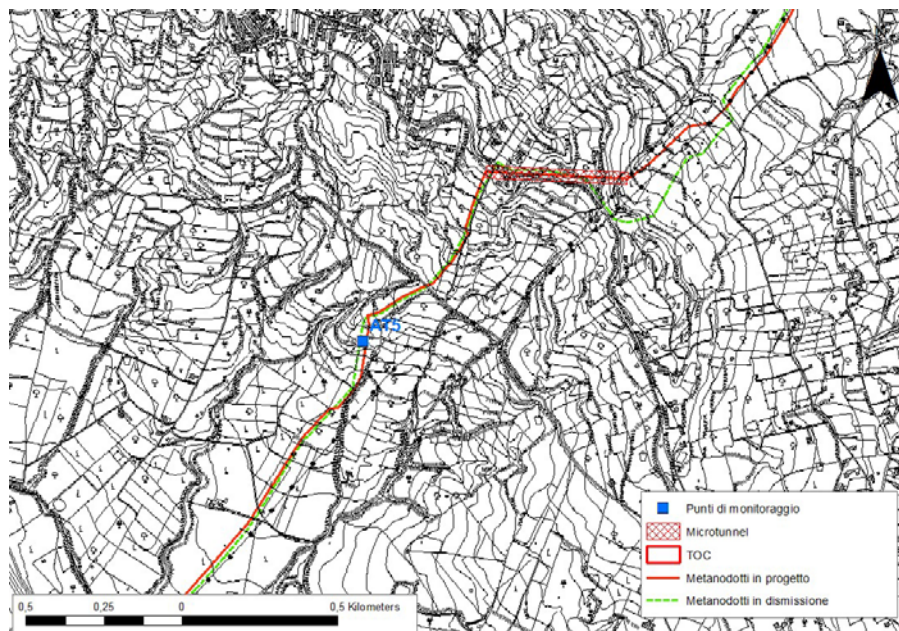 AT5
Punti di monitoraggio
Microtunnel
TOC
Metanodotti in progetto
Metanodotti in dismissione
0,5 0,25 0 0,5 Kilometers